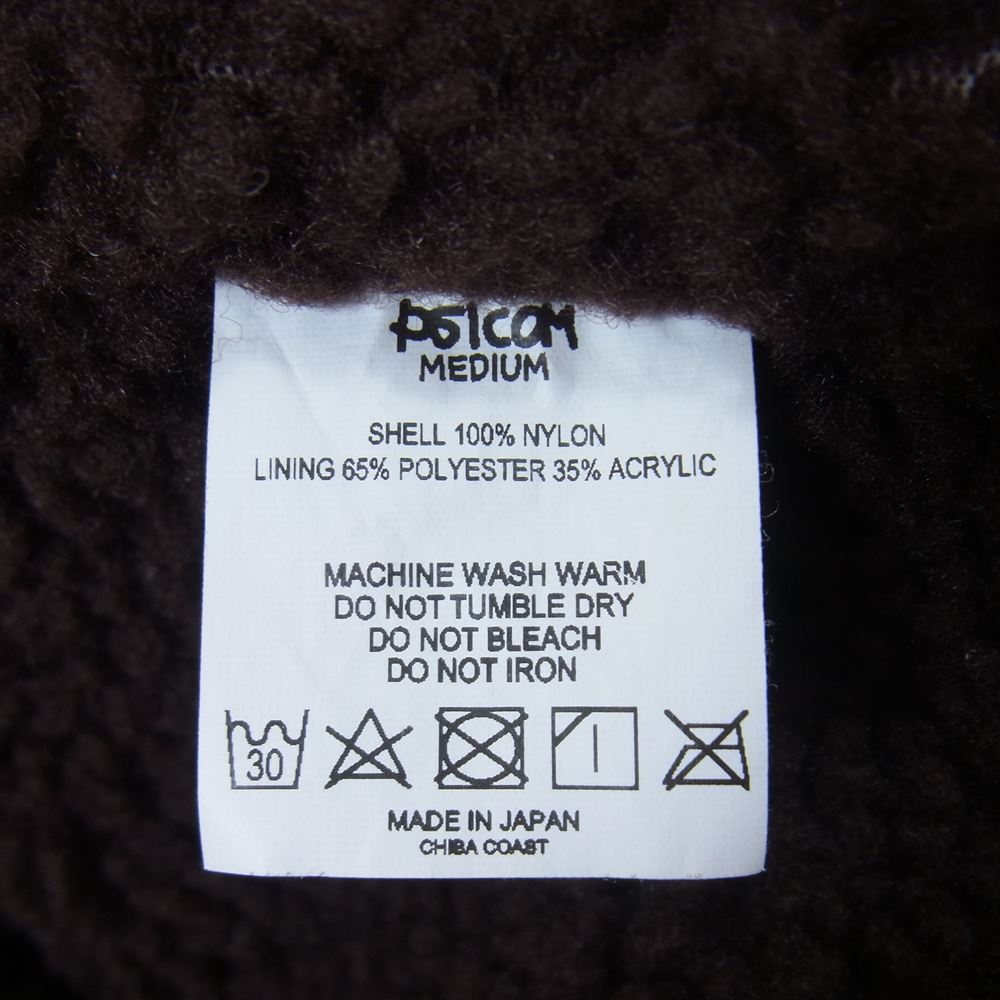 PSICOM
MEDIUM
SHELL 100% NYLON
LINING 65% POLYESTER 35% ACRYLIC
MACHINE WASH WARM
DO NOT TUMBLE DRY
DO NOT BLEACH
DO NOT IRON
30
MADE IN JAPAN
CHIBA COAST